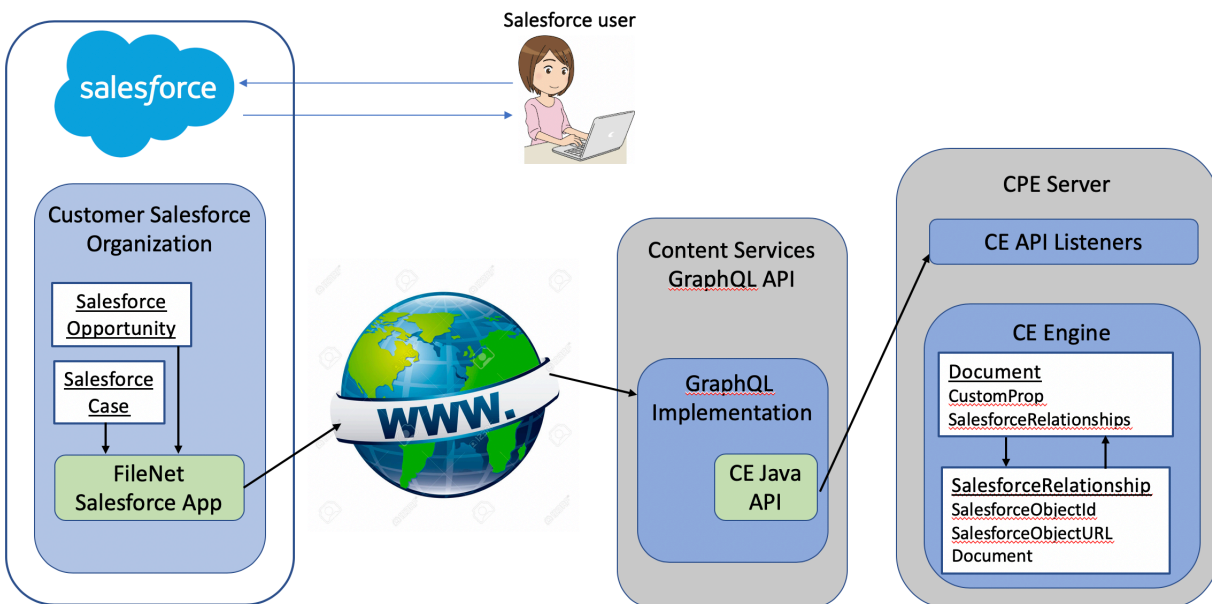 Salesforce user
salesforce
Customer Salesforce
Organization
Salesforce
Opportunity
Salesforce
Case
FileNet
Salesforce App
WWW.
Content Services
GraphQL API
GraphQL
Implementation
CE Java
API
CPE Server
CE API Listeners
CE Engine
Document
CustomProp
SalesforceRelationships
SalesforceRelationship
SalesforceObjectId
SalesforceObjectURL
Document